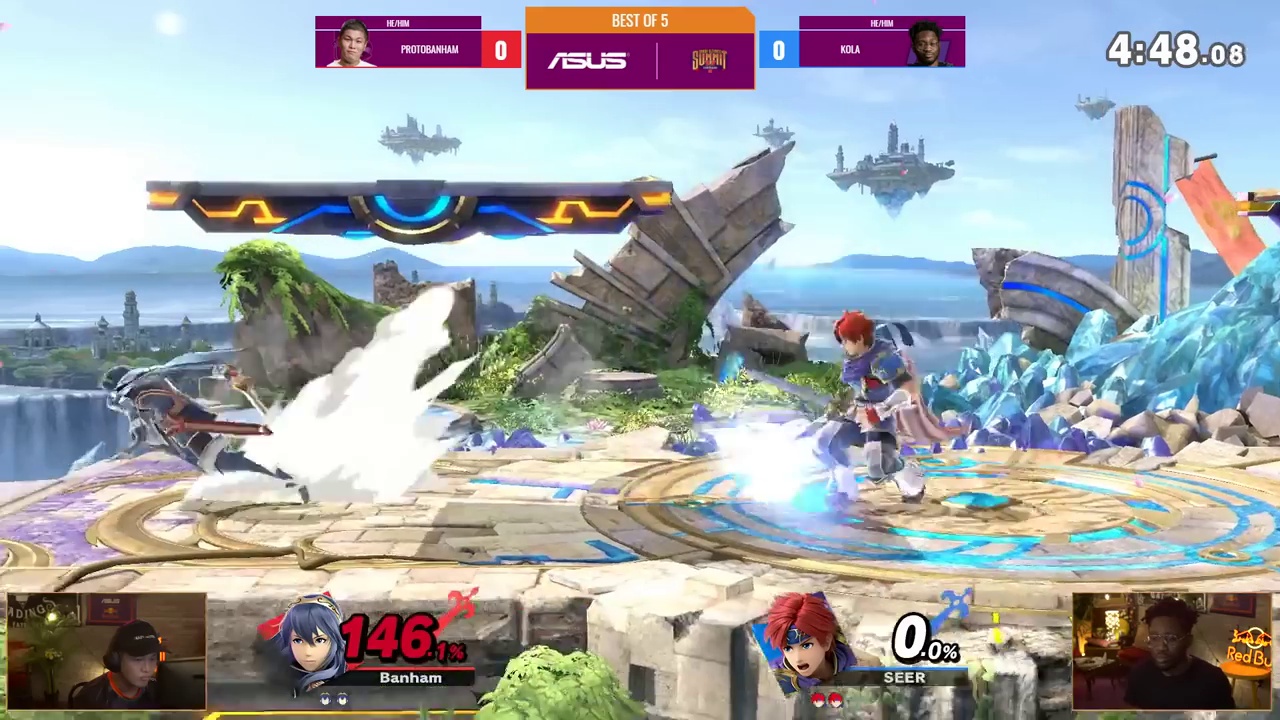 HE/HIM
PROTOBANHAM
0
BEST OF 5
ASUS
SUMMIT
0
HE/HIM
KOLA
4:48.08
146.1%
Banham
0.0%
SEER
Red Bu